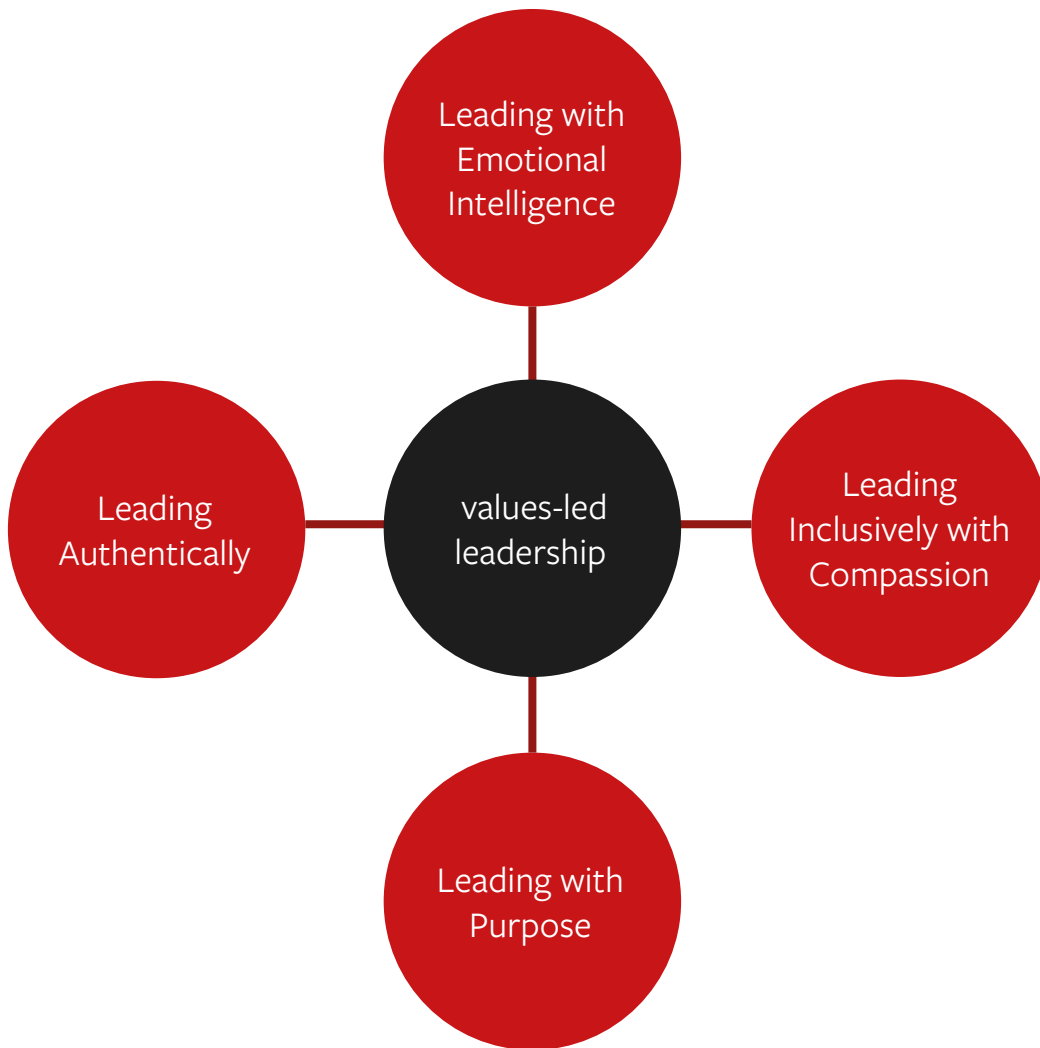 Leading with
Emotional
Intelligence
Leading
Authentically
values-led
leadership
Leading
Inclusively with
Compassion
Leading with
Purpose